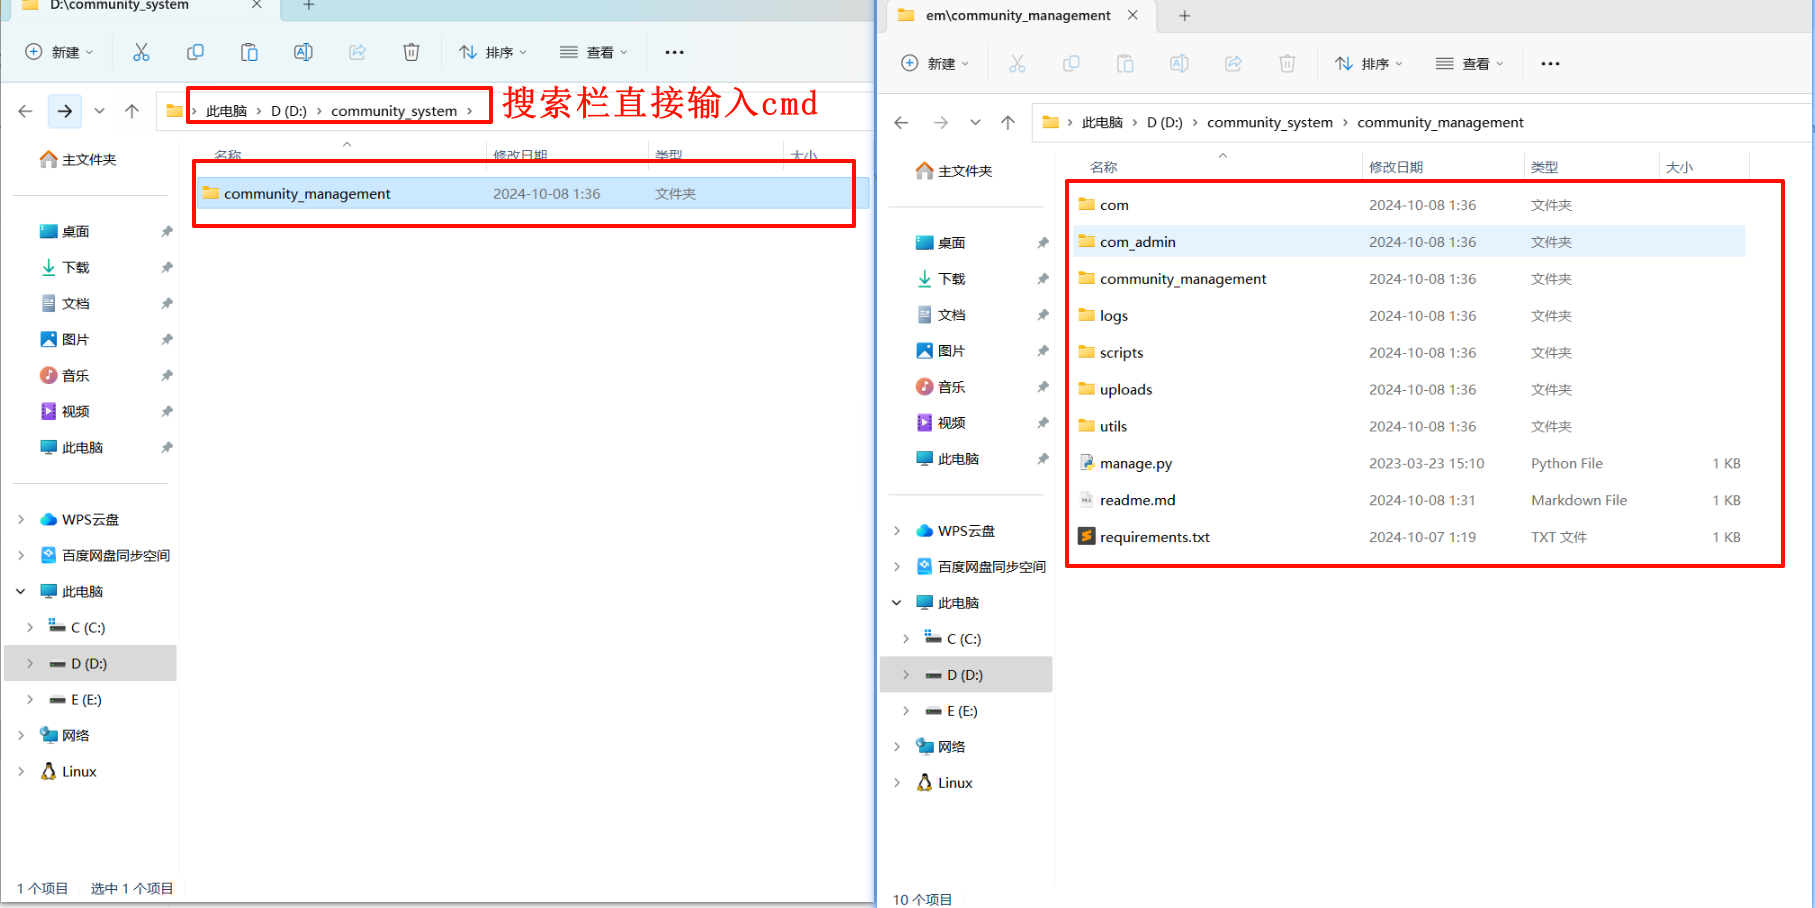 D:\community_system
新建
排序
查看
此电脑 > D (D:) > community_system >
搜索栏直接输入cmd
主文件夹
名称 修改日期 类型 大小
community_management 2024-10-08 1:36 文件夹
桌面
下载
文档
图片
音乐
视频
此电脑
WPS云盘
百度网盘同步空间
此电脑
C (C:)
D (D:)
E (E:)
网络
Linux
1 个项目 选中 1 个项目
em\community_management
新建
排序
查看
此电脑 > D (D:) > community_system > community_management
主文件夹
名称 修改日期 类型 大小
com 2024-10-08 1:36 文件夹
com_admin 2024-10-08 1:36 文件夹
community_management 2024-10-08 1:36 文件夹
logs 2024-10-08 1:36 文件夹
scripts 2024-10-08 1:36 文件夹
uploads 2024-10-08 1:36 文件夹
utils 2024-10-08 1:36 文件夹
manage.py 2023-03-23 15:10 Python File 1 KB
readme.md 2024-10-08 1:31 Markdown File 1 KB
requirements.txt 2024-10-07 1:19 TXT 文件 1 KB
桌面
下载
文档
图片
音乐
视频
此电脑
WPS云盘
百度网盘同步空间
此电脑
C (C:)
D (D:)
E (E:)
网络
Linux
10 个项目